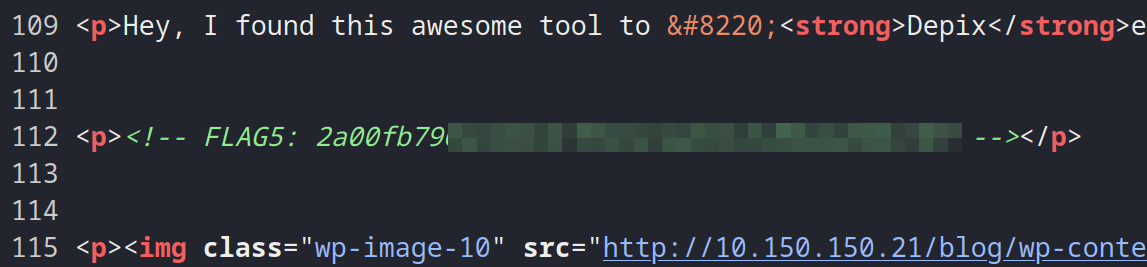 109 <p>Hey, I found this awesome tool to &#8220;<strong>Depix</strong>e
110
111
112 <p><!-- FLAG5: 2a00fb79 --></p>
113
114
115 <p><img class="wp-image-10" src="http://10.150.150.21/blog/wp-conte